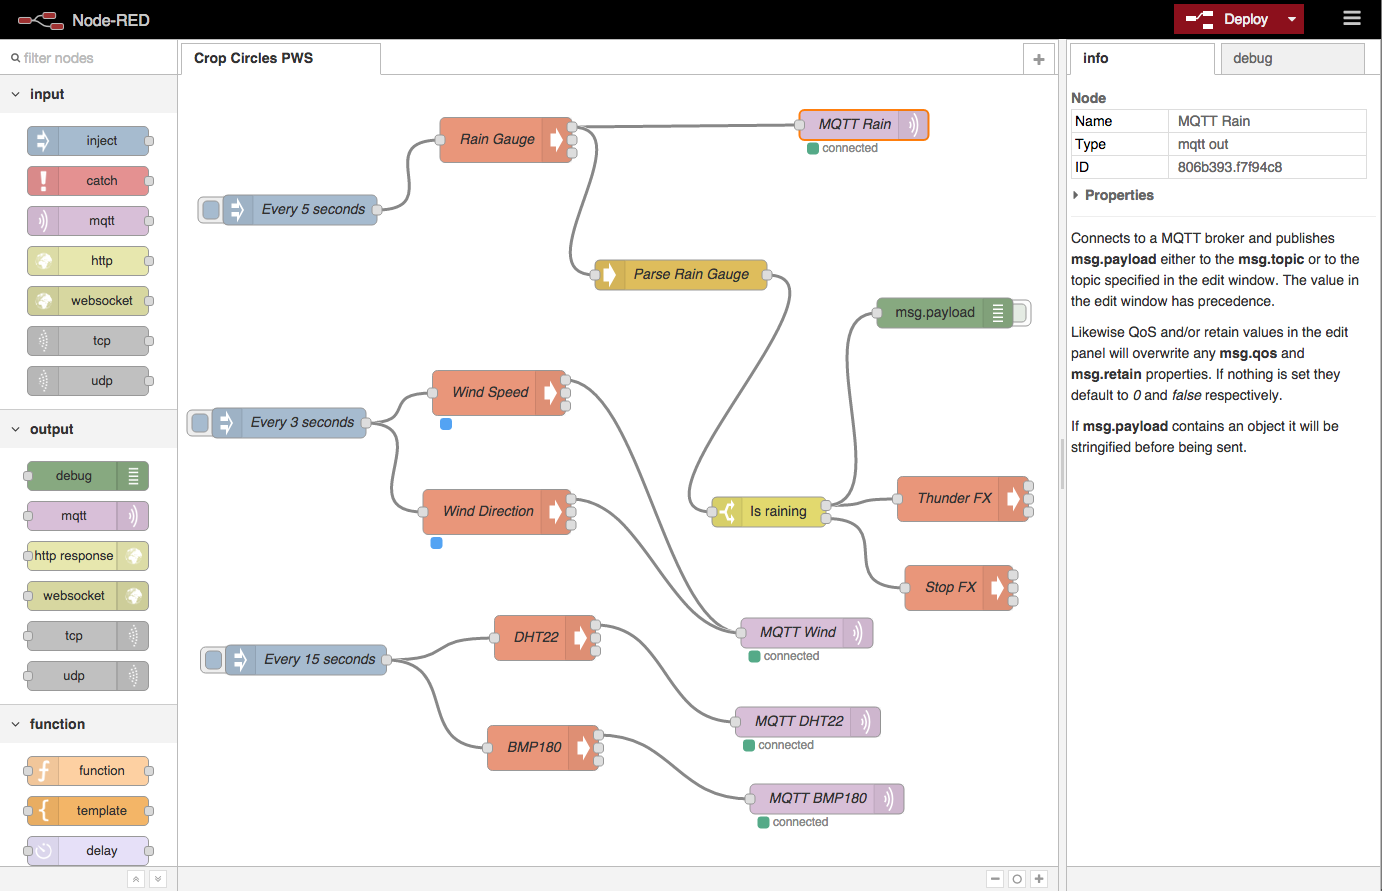 Node-RED
Deploy
filter nodes
input
inject
catch
mqtt
http
websocket
tcp
udp
output
debug
mqtt
http response
websocket
tcp
udp
function
function
template
delay
Crop Circles PWS
Rain Gauge
MQTT Rain
connected
Every 5 seconds
Parse Rain Gauge
msg.payload
Wind Speed
Every 3 seconds
Wind Direction
Is raining
Thunder FX
Stop FX
DHT22
MQTT Wind
connected
Every 15 seconds
MQTT DHT22
connected
BMP180
MQTT BMP180
connected
info
debug
Node
Name MQTT Rain
Type mqtt out
ID 806b393.f7f94c8
Properties
Connects to a MQTT broker and publishes
msg.payload either to the msg.topic or to the
topic specified in the edit window. The value in
the edit window has precedence.
Likewise QoS and/or retain values in the edit
panel will overwrite any msg.qos and
msg.retain properties. If nothing is set they
default to 0 and false respectively.
If msg.payload contains an object it will be
stringified before being sent.